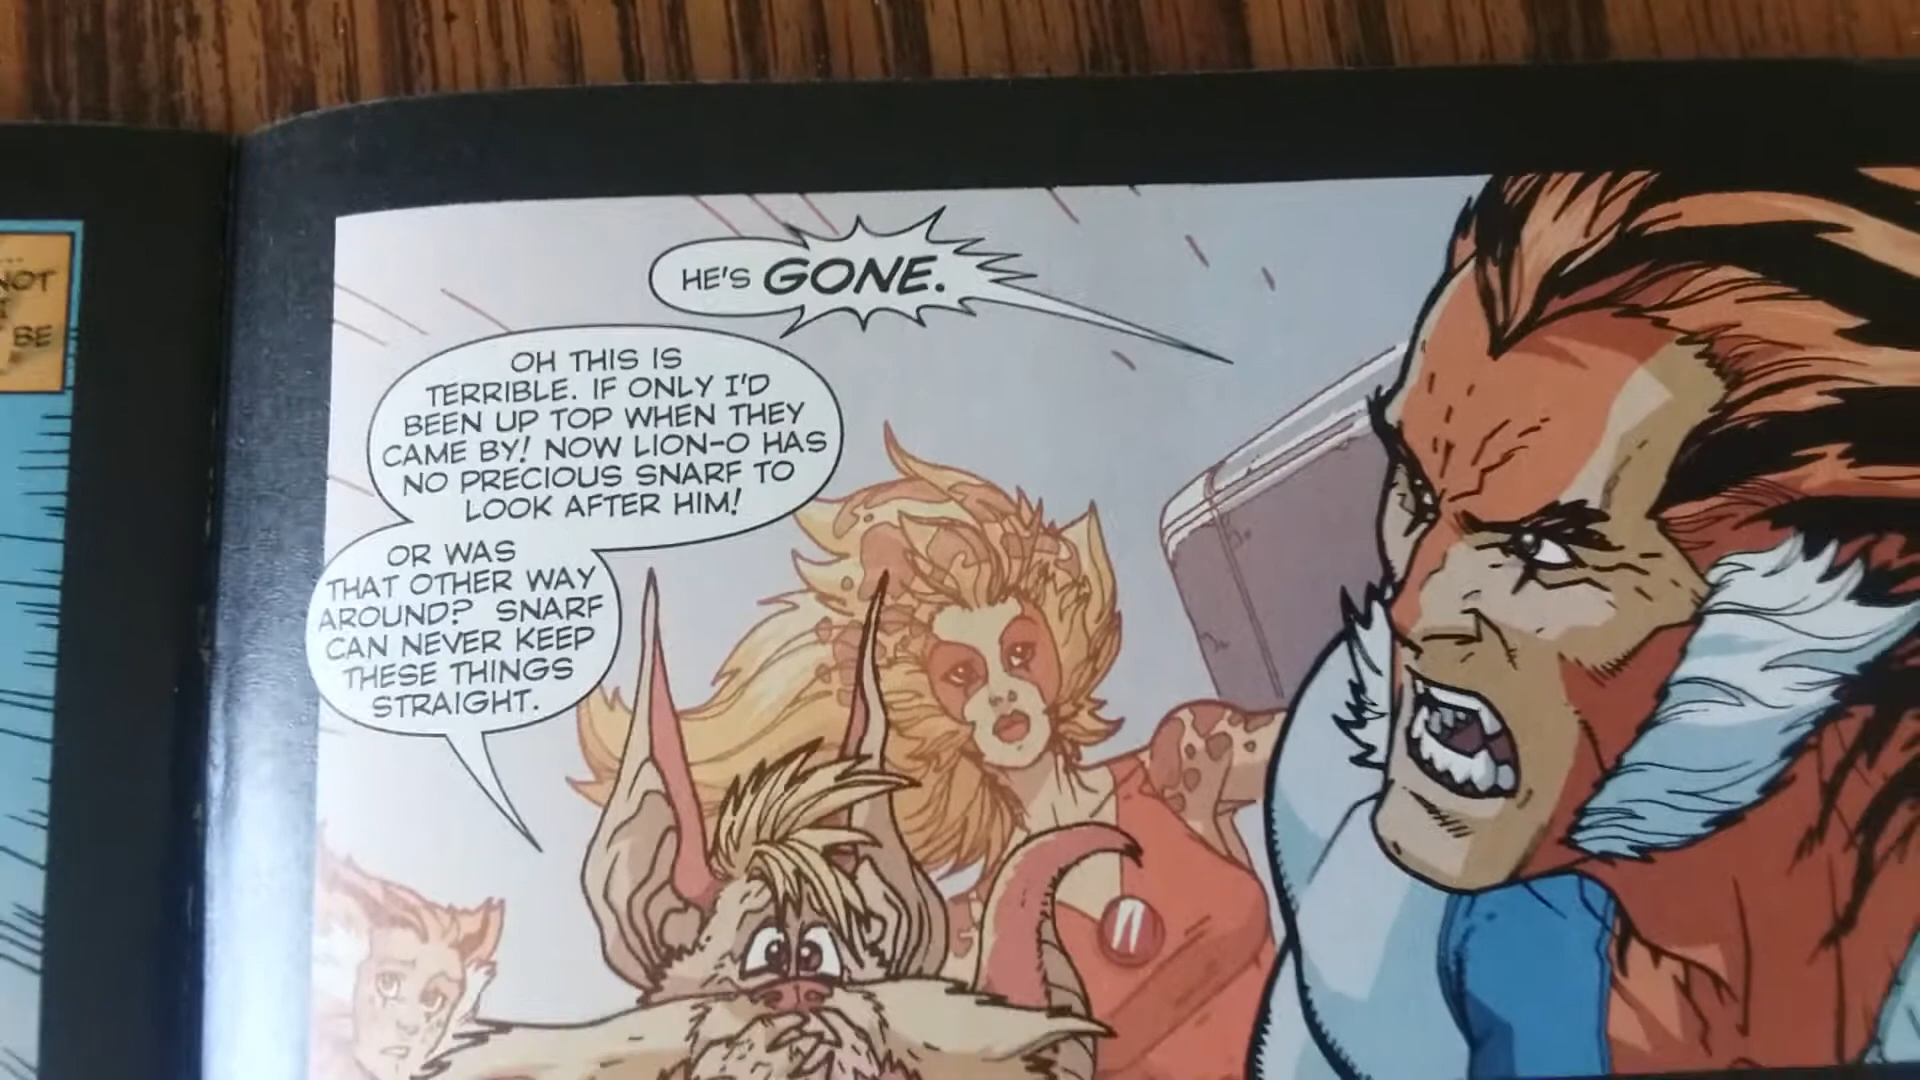 NOT
BE
HE'S GONE.
OH THIS IS
TERRIBLE. IF ONLY I'D
BEEN UP TOP WHEN THEY
CAME BY! NOW LION-O HAS
NO PRECIOUS SNARF TO
LOOK AFTER HIM!
OR WAS
THAT OTHER WAY
AROUND? SNARF
CAN NEVER KEEP
THESE THINGS
STRAIGHT.